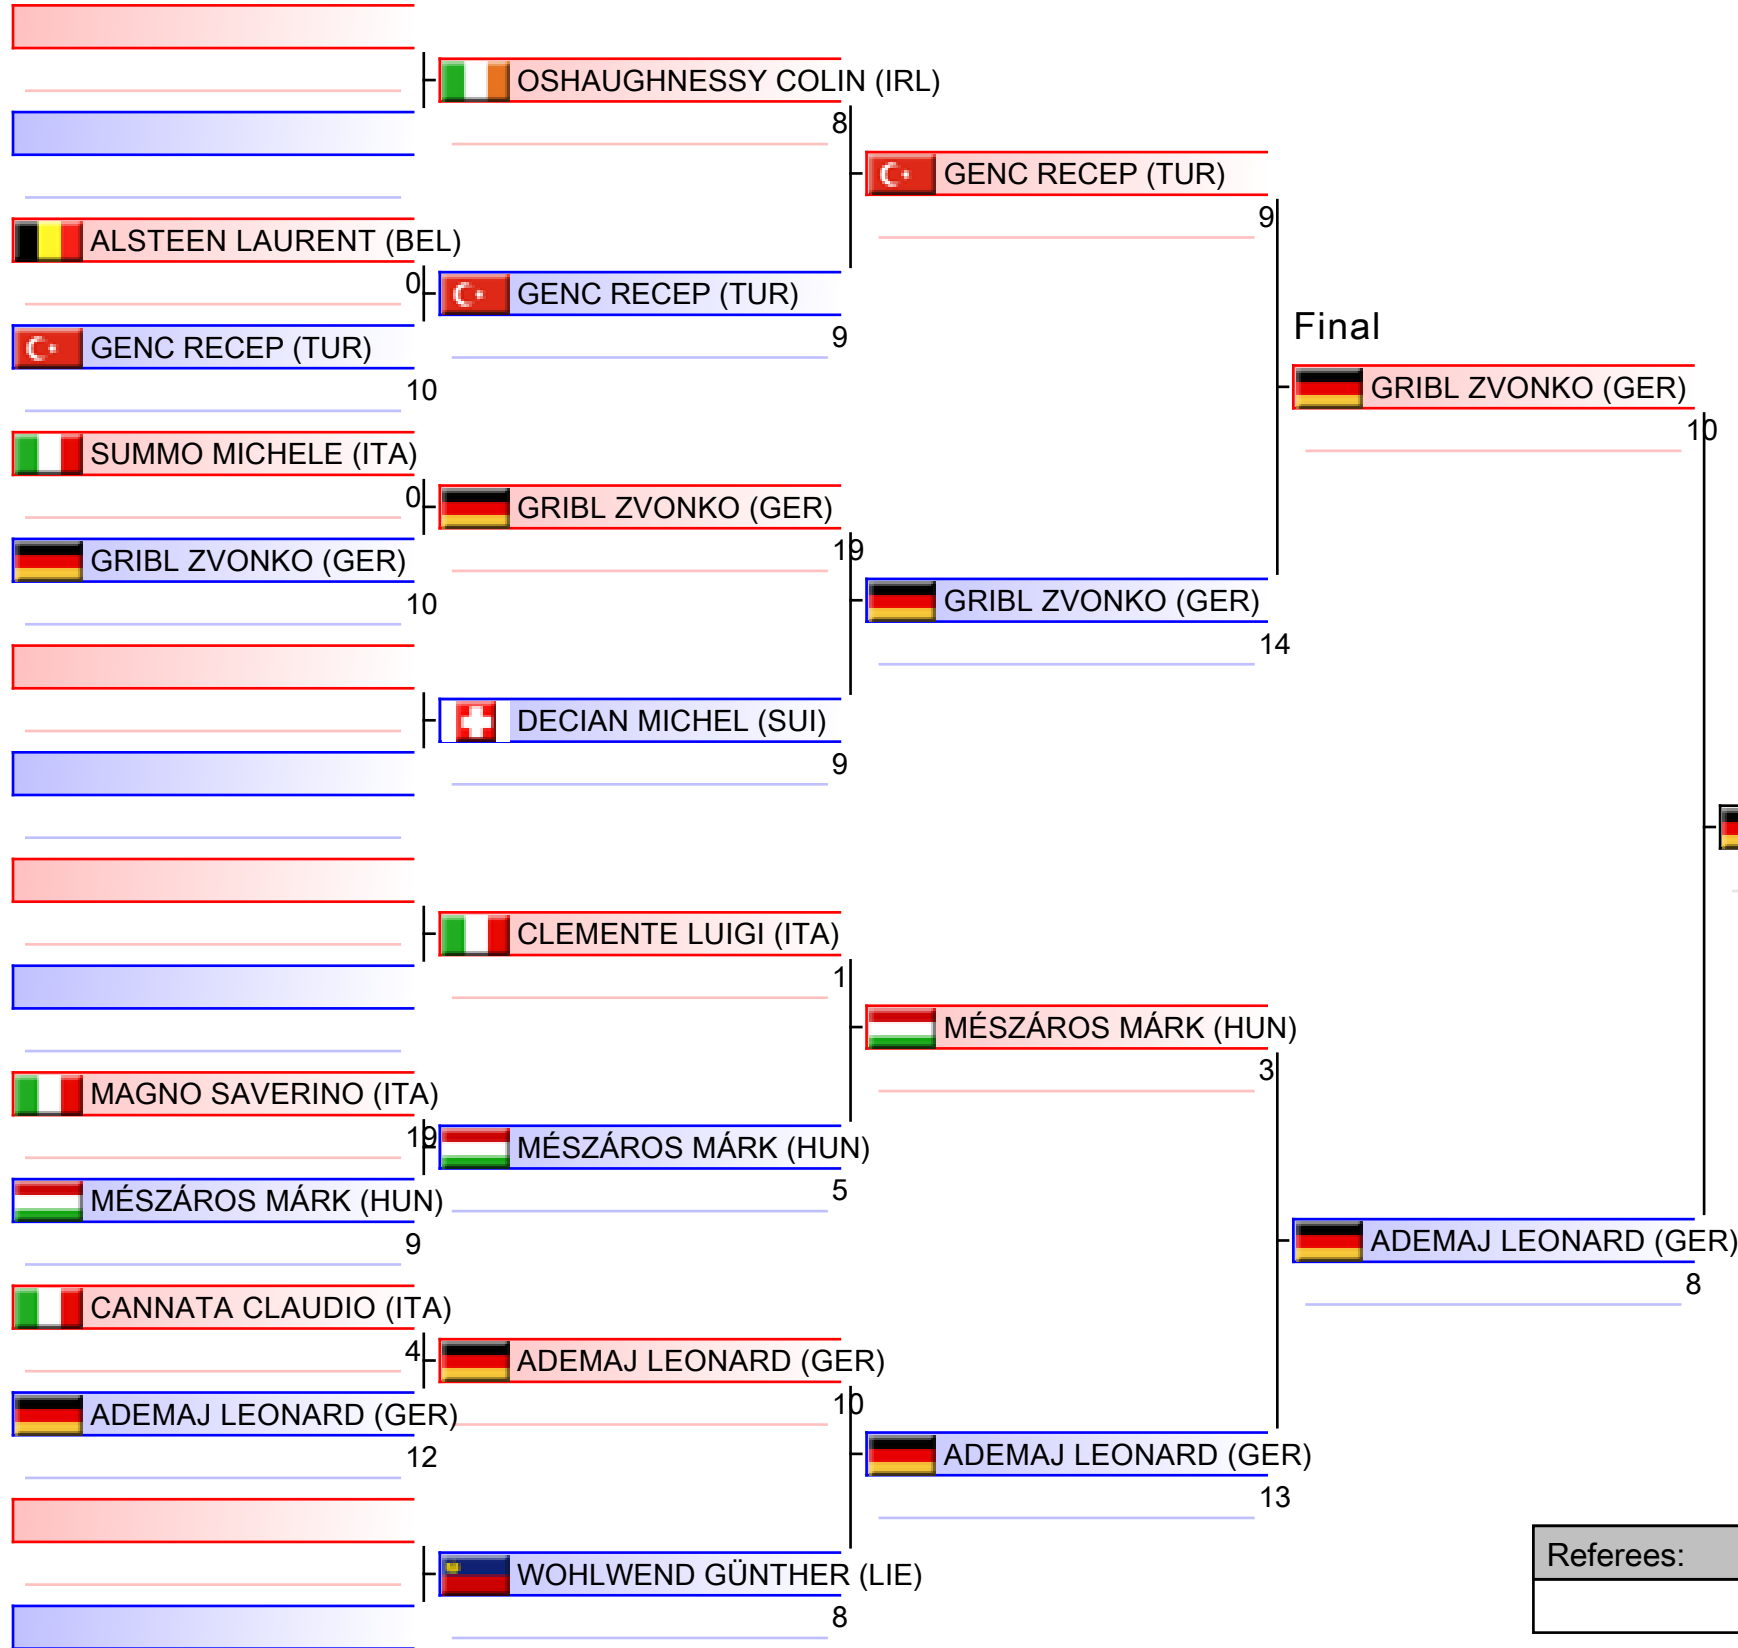 OSHAUGHNESSY COLIN (IRL)
8
GENC RECEP (TUR)
9
ALSTEEN LAURENT (BEL)
0
GENC RECEP (TUR)
9
GENC RECEP (TUR)
10
Final
GRIBL ZVONKO (GER)
10
SUMMO MICHELE (ITA)
0
GRIBL ZVONKO (GER)
19
GRIBL ZVONKO (GER)
10
GRIBL ZVONKO (GER)
14
DECIAN MICHEL (SUI)
9
CLEMENTE LUIGI (ITA)
1
MÉSZÁROS MÁRK (HUN)
3
MAGNO SAVERINO (ITA)
MÉSZÁROS MÁRK (HUN)
5
MÉSZÁROS MÁRK (HUN)
9
ADEMAJ LEONARD (GER)
8
CANNATA CLAUDIO (ITA)
4
ADEMAJ LEONARD (GER)
10
ADEMAJ LEONARD (GER)
12
ADEMAJ LEONARD (GER)
13
WOHLWEND GÜNTHER (LIE)
8
Referees: